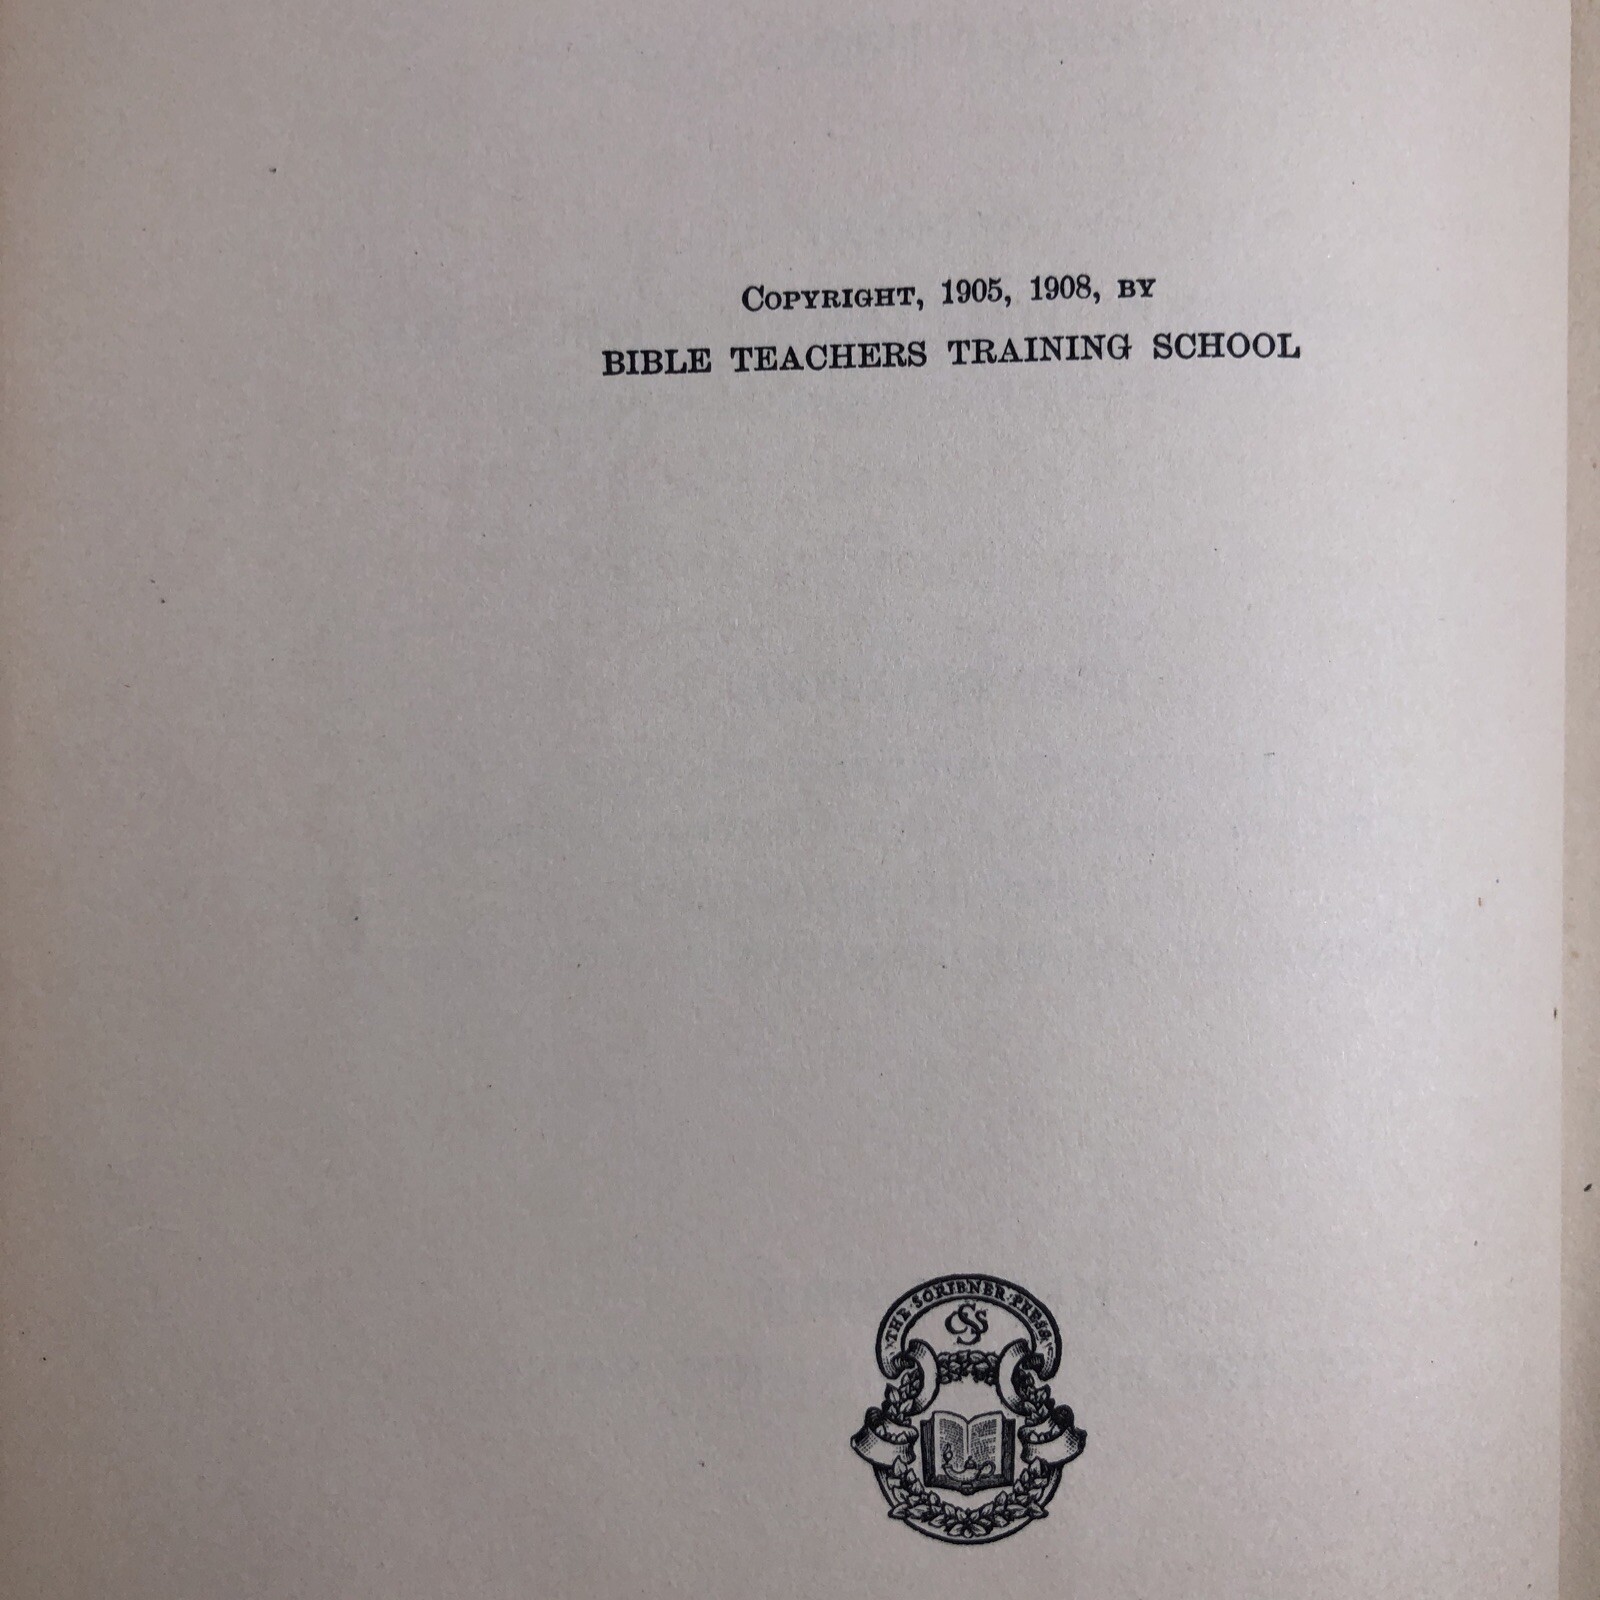 COPYRIGHT, 1905, 1908, BY
BIBLE TEACHERS TRAINING SCHOOL
THE · SCRIBNER · PRESS
CSS